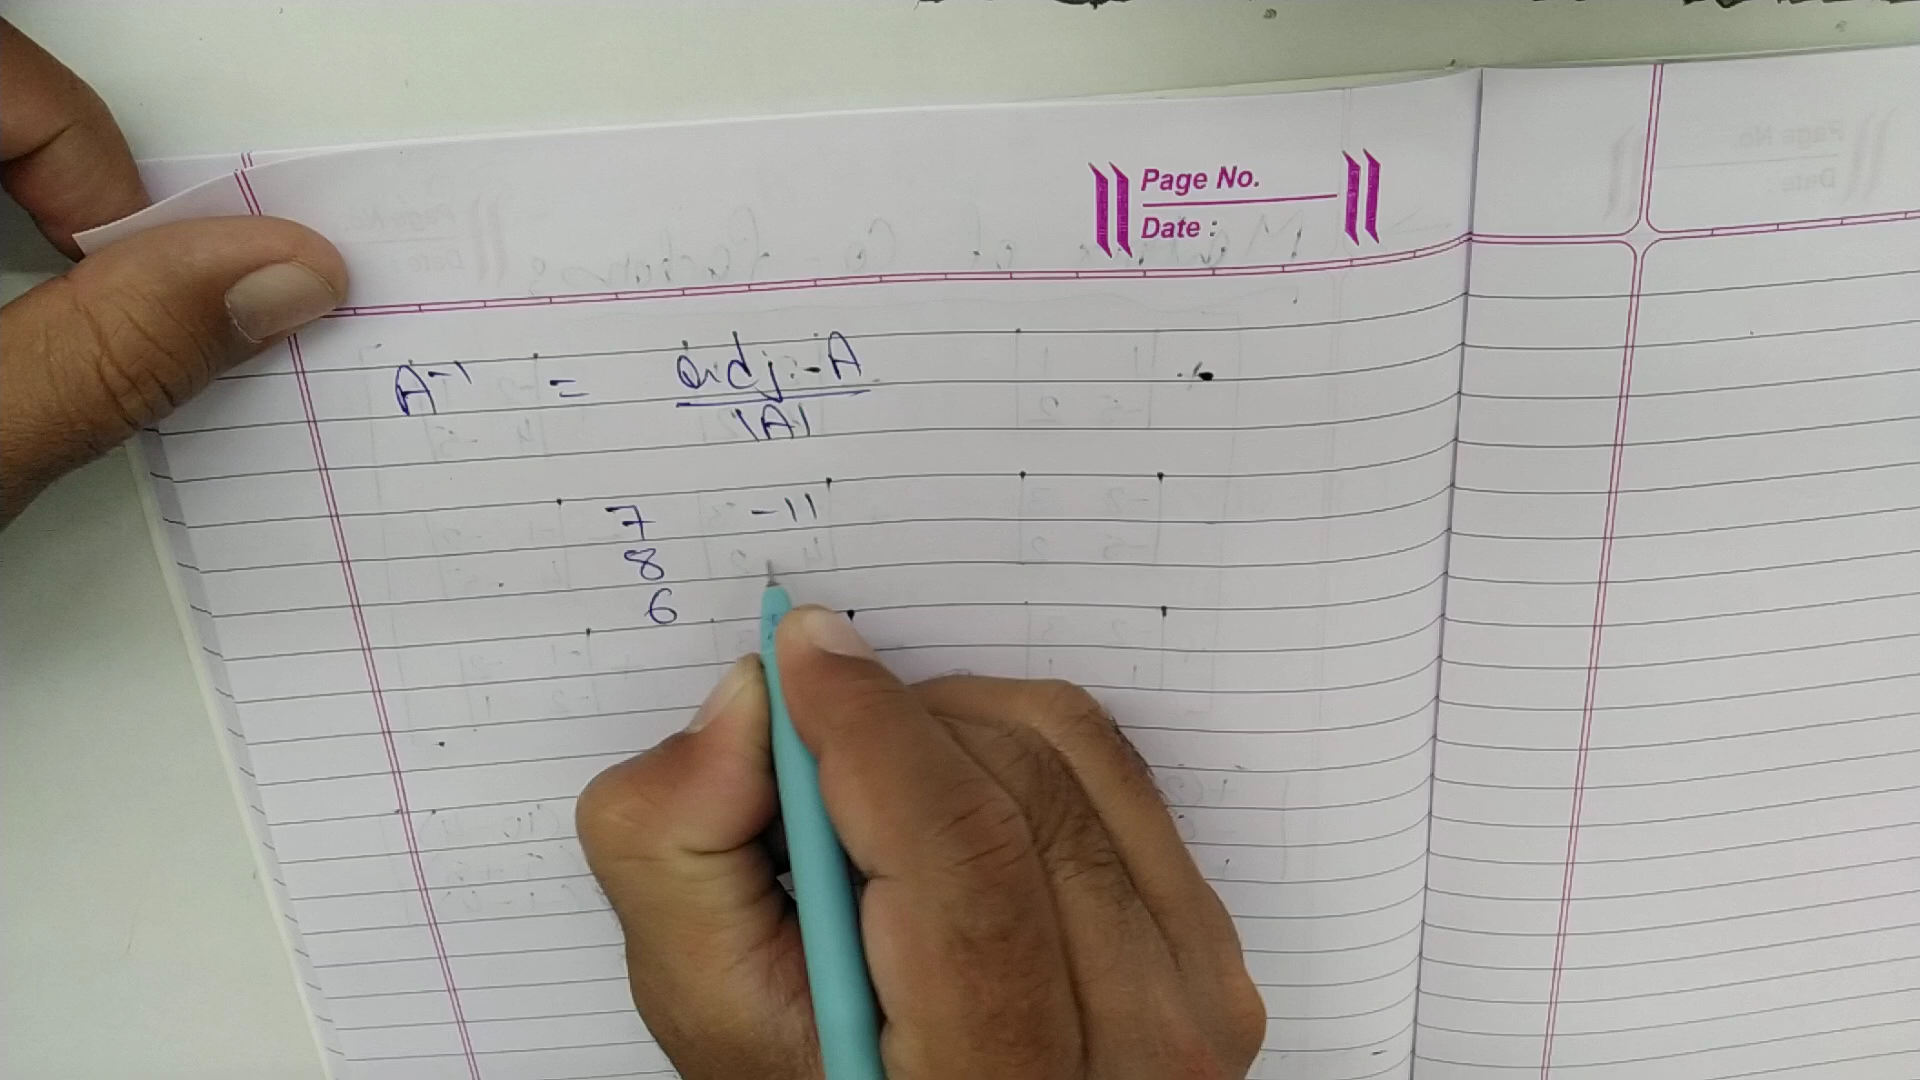 Page No.
Date :
A⁻¹ = adj. A
|A|
7 -11
8
6